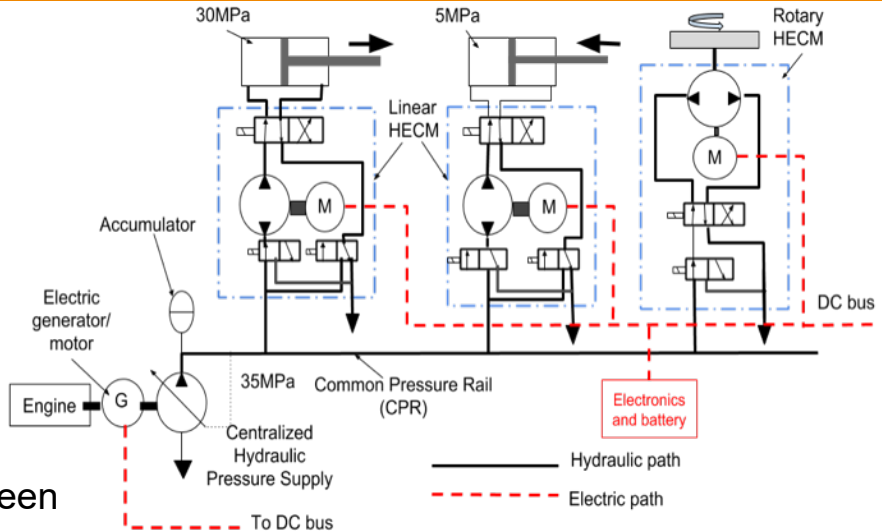 30MPa
5MPa
Rotary
HECM
Linear
HECM
M
M
M
Accumulator
Electric
generator/
motor
DC bus
35MPa
Common Pressure Rail
(CPR)
Engine
G
Electronics
and battery
Centralized
Hydraulic
Pressure Supply
Hydraulic path
een
Electric path
To DC bus